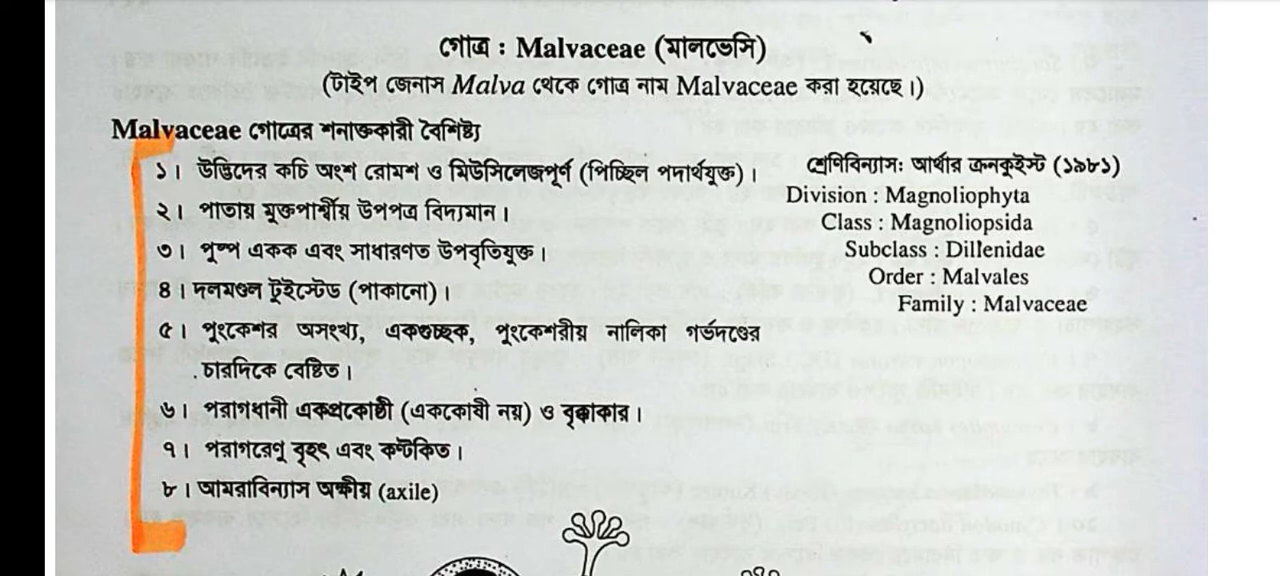 গোত্র : Malvaceae (মালভেসি)
(টাইপ জেনাস Malva থেকে গোত্র নাম Malvaceae করা হয়েছে।)
Malvaceae গোত্রের শনাক্তকারী বৈশিষ্ট্য
১। উদ্ভিদের কচি অংশ রোমশ ও মিউসিলেজপূর্ণ (পিচ্ছিল পদার্থযুক্ত)।
২। পাতায় মুক্তপার্শ্বীয় উপপত্র বিদ্যমান।
৩। পুষ্প একক এবং সাধারণত উপবৃতিযুক্ত।
৪। দলমণ্ডল টুইস্টেড (পাকানো)।
৫। পুংকেশর অসংখ্য, একগুচ্ছক, পুংকেশরীয় নালিকা গর্ভদণ্ডের
চারদিকে বেষ্টিত।
৬। পরাগধানী একপ্রকোষ্ঠী (এককোষী নয়) ও বৃক্কাকার।
৭। পরাগরেণু বৃহৎ এবং কণ্টকিত।
৮। অমরাবিন্যাস অক্ষীয় (axile)
শ্রেণিবিন্যাস: আর্থার ক্রনকুইস্ট (১৯৮১)
Division : Magnoliophyta
Class : Magnoliopsida
Subclass : Dillenidae
Order : Malvales
Family : Malvaceae